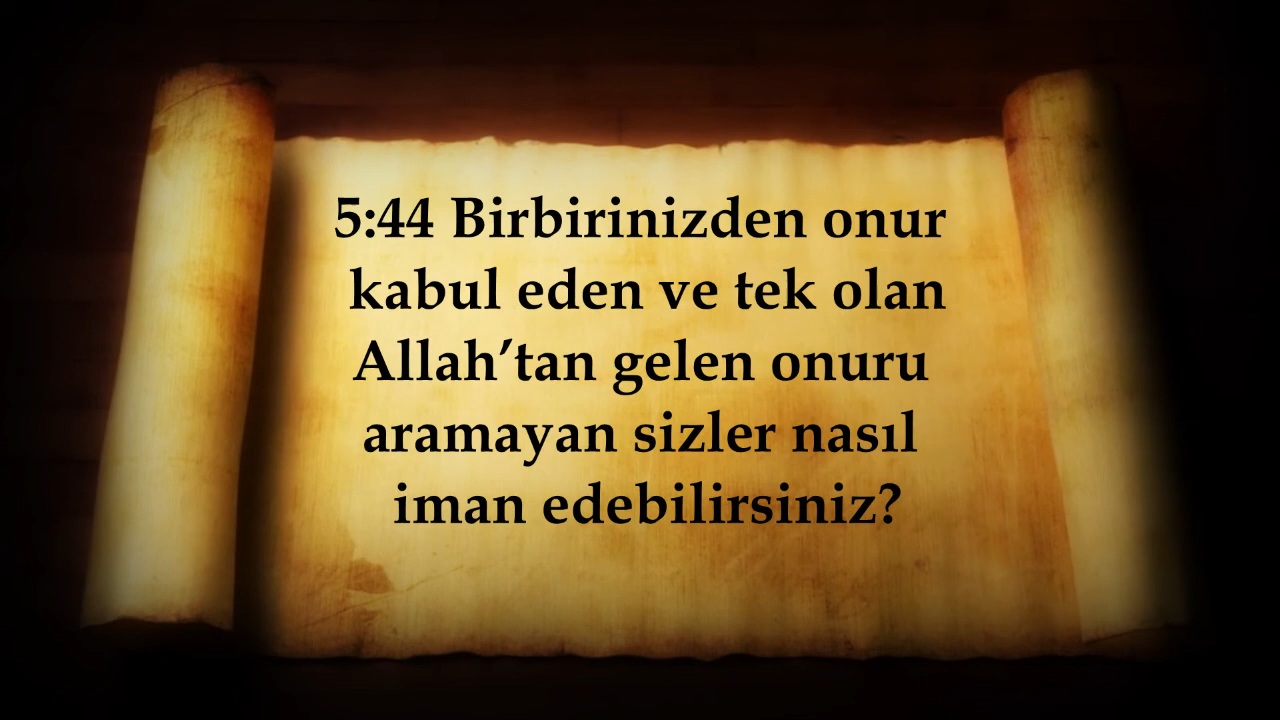 5:44 Birbirinizden onur
kabul eden ve tek olan
Allah’tan gelen onuru
aramayan sizler nasıl
iman edebilirsiniz?